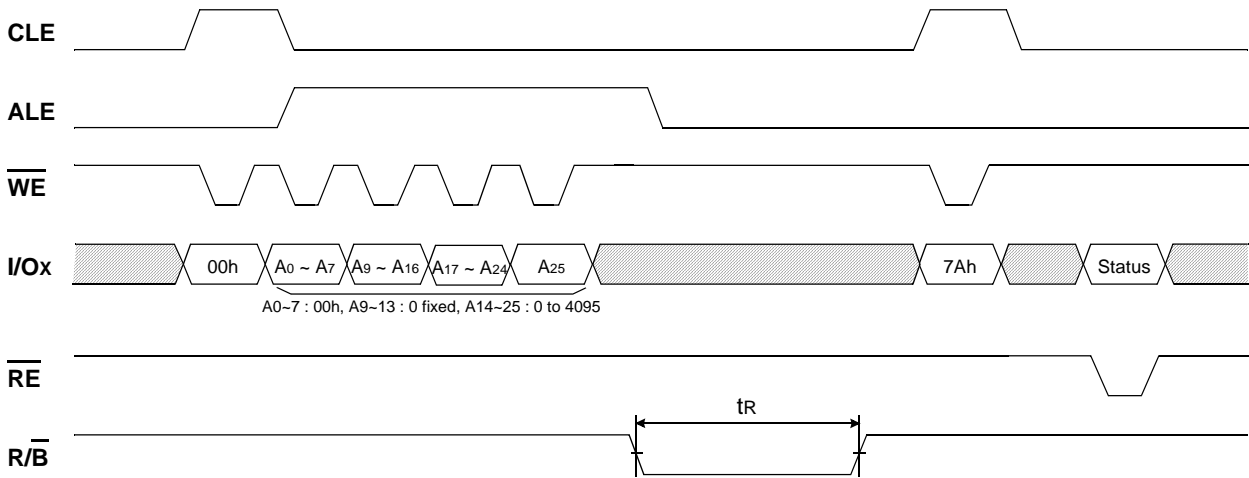 CLE
ALE
WE
I/Ox 00h A0 ~ A7 A9 ~ A16 A17 ~ A24 A25 7Ah Status
A0~7 : 00h, A9~13 : 0 fixed, A14~25 : 0 to 4095
RE
tR
R/B